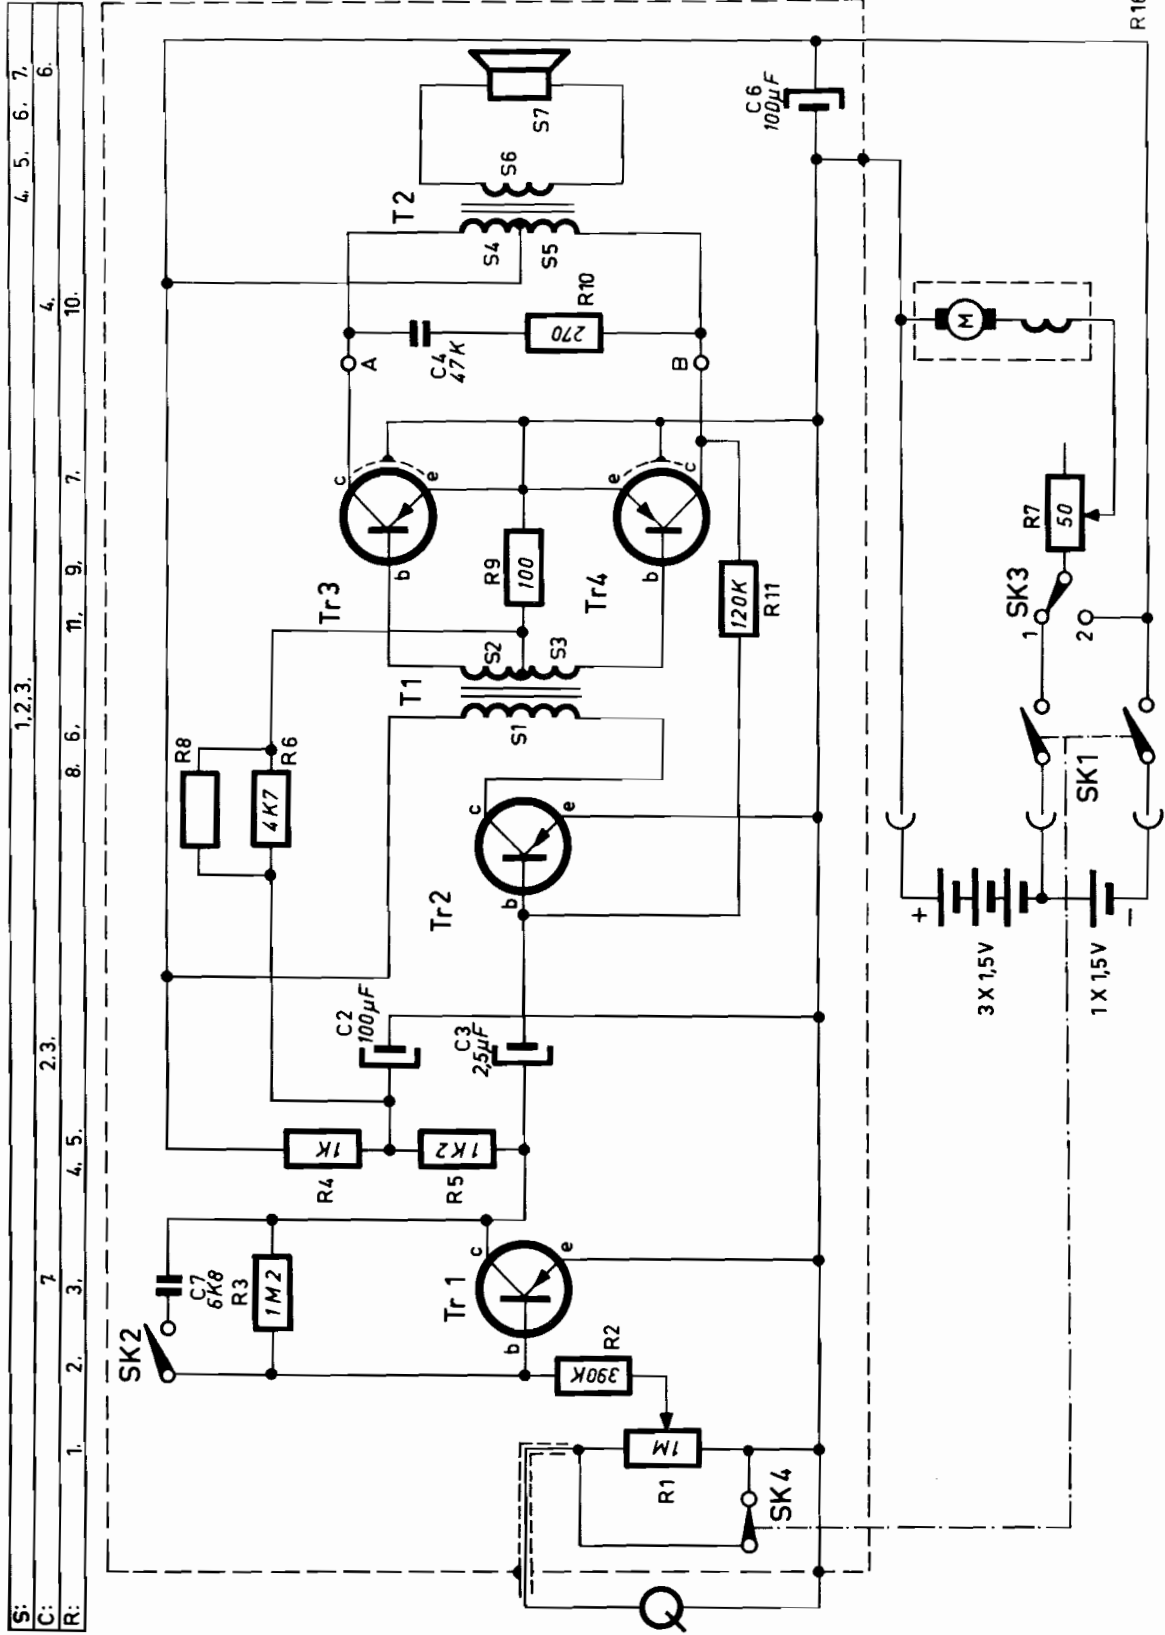 S: 1,2,3. 4, 5. 6, 7,
C: 7. 2,3. 4. 6.
R: 1. 2. 3. 4, 5. 8. 6, 11, 9, 7. 10.
SK2
C7
6K8
R3
1M2
Tr 1
c
b
e
R2
390K
R1
1M
SK4
R4
1K
R5
1K2
C2
100µF
C3
2,5µF
R8
R6
4K7
Tr2
c
b
e
T1
S1
S2
S3
Tr3
c
b
e
R9
100
Tr4
e
b
c
R11
120K
A
B
C4
47K
R10
270
T2
S4
S5
S6
S7
C6
100µF
M
R7
50
SK3
1
2
SK1
+
3 X 1,5V
1 X 1,5V
–